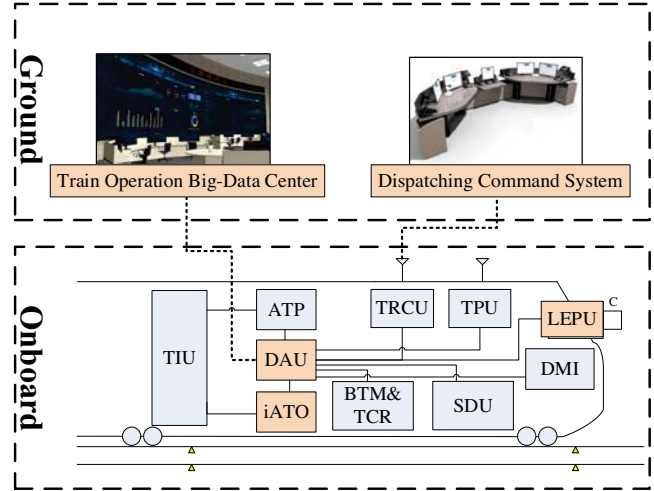 Ground
Train Operation Big-Data Center
Dispatching Command System
Onboard
TIU
ATP
DAU
iATO
TRCU
TPU
LEPU
C
DMI
BTM&
TCR
SDU